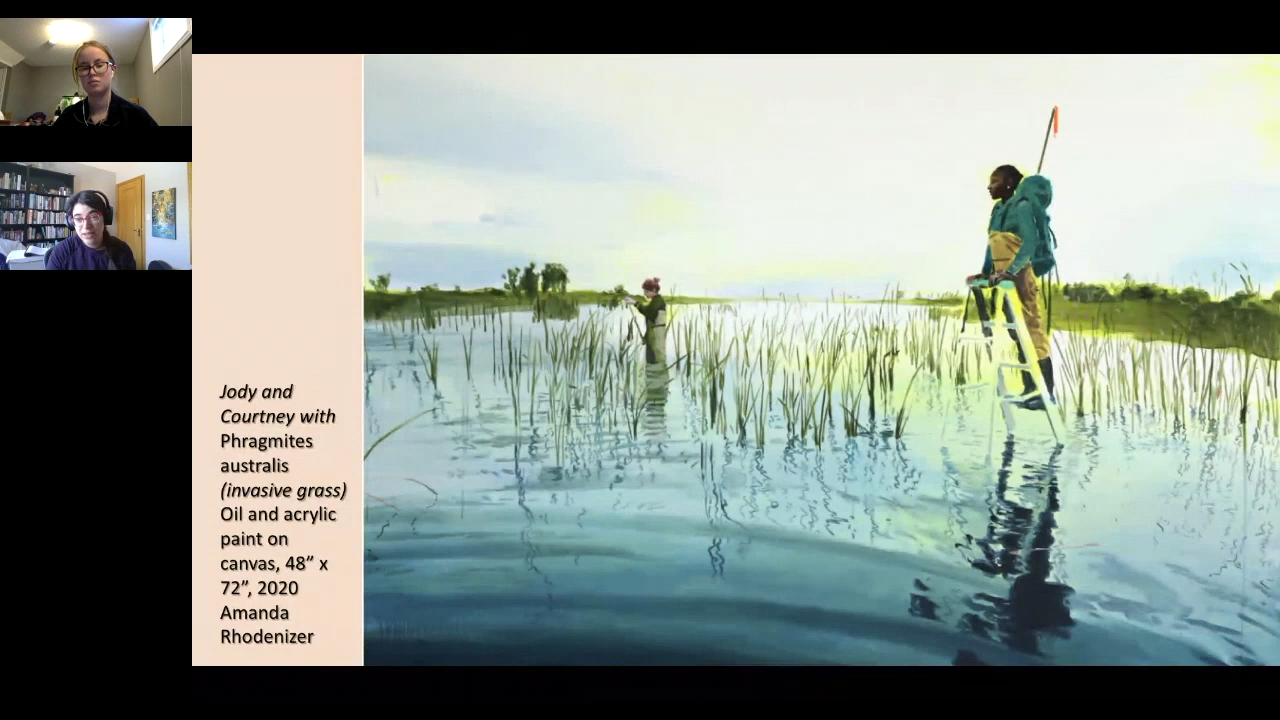 Jody and
Courtney with
Phragmites
australis
(invasive grass)
Oil and acrylic
paint on
canvas, 48” x
72”, 2020
Amanda
Rhodenizer